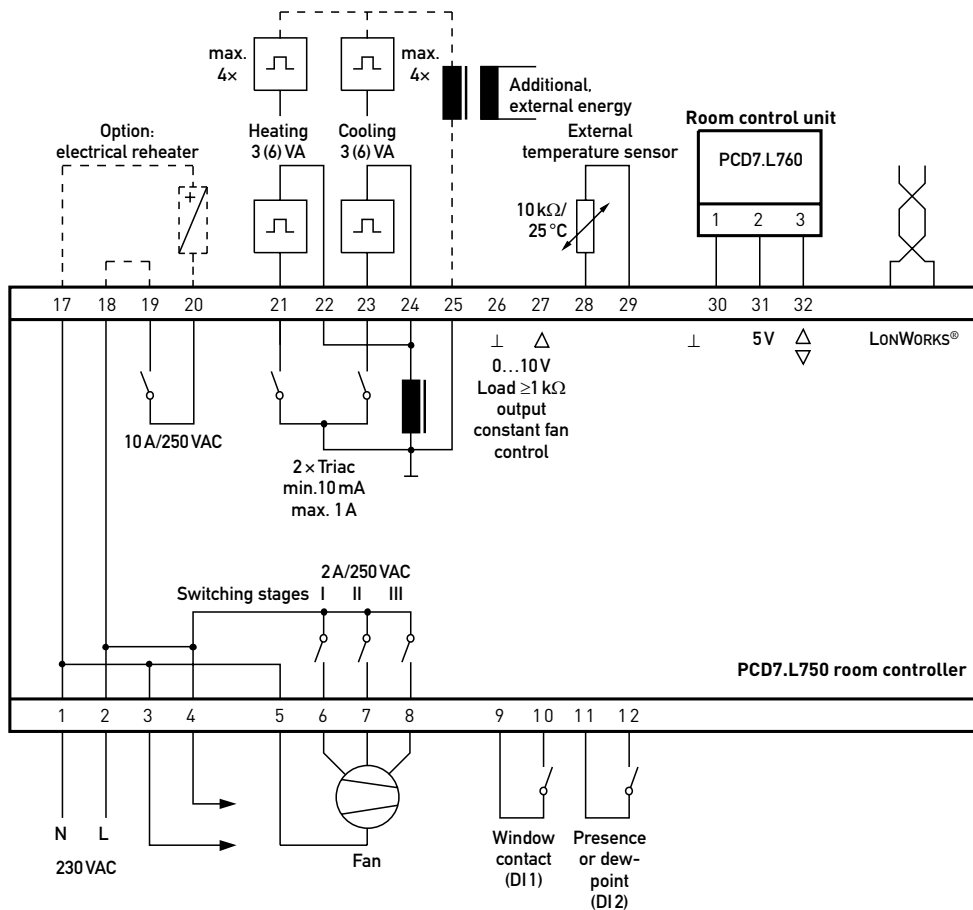 max.
4×
max.
4×
Additional,
external energy
Option:
electrical reheater
Heating
3 (6) VA
Cooling
3 (6) VA
External
temperature sensor
Room control unit
PCD7.L760
10 kΩ/
25 °C
1 2 3
+
17 18 19 20 21 22 23 24 25 26 27 28 29 30 31 32
⊥ △
0...10 V
Load ≥1 kΩ
output
constant fan
control
⊥ 5 V △
▽
LONWORKS®
10 A/250 VAC
2 × Triac
min.10 mA
max. 1 A
2 A/250 VAC
Switching stages I II III
PCD7.L750 room controller
1 2 3 4 5 6 7 8 9 10 11 12
N L
230 VAC
Fan
Window
contact
(DI 1)
Presence
or dew-
point
(DI 2)